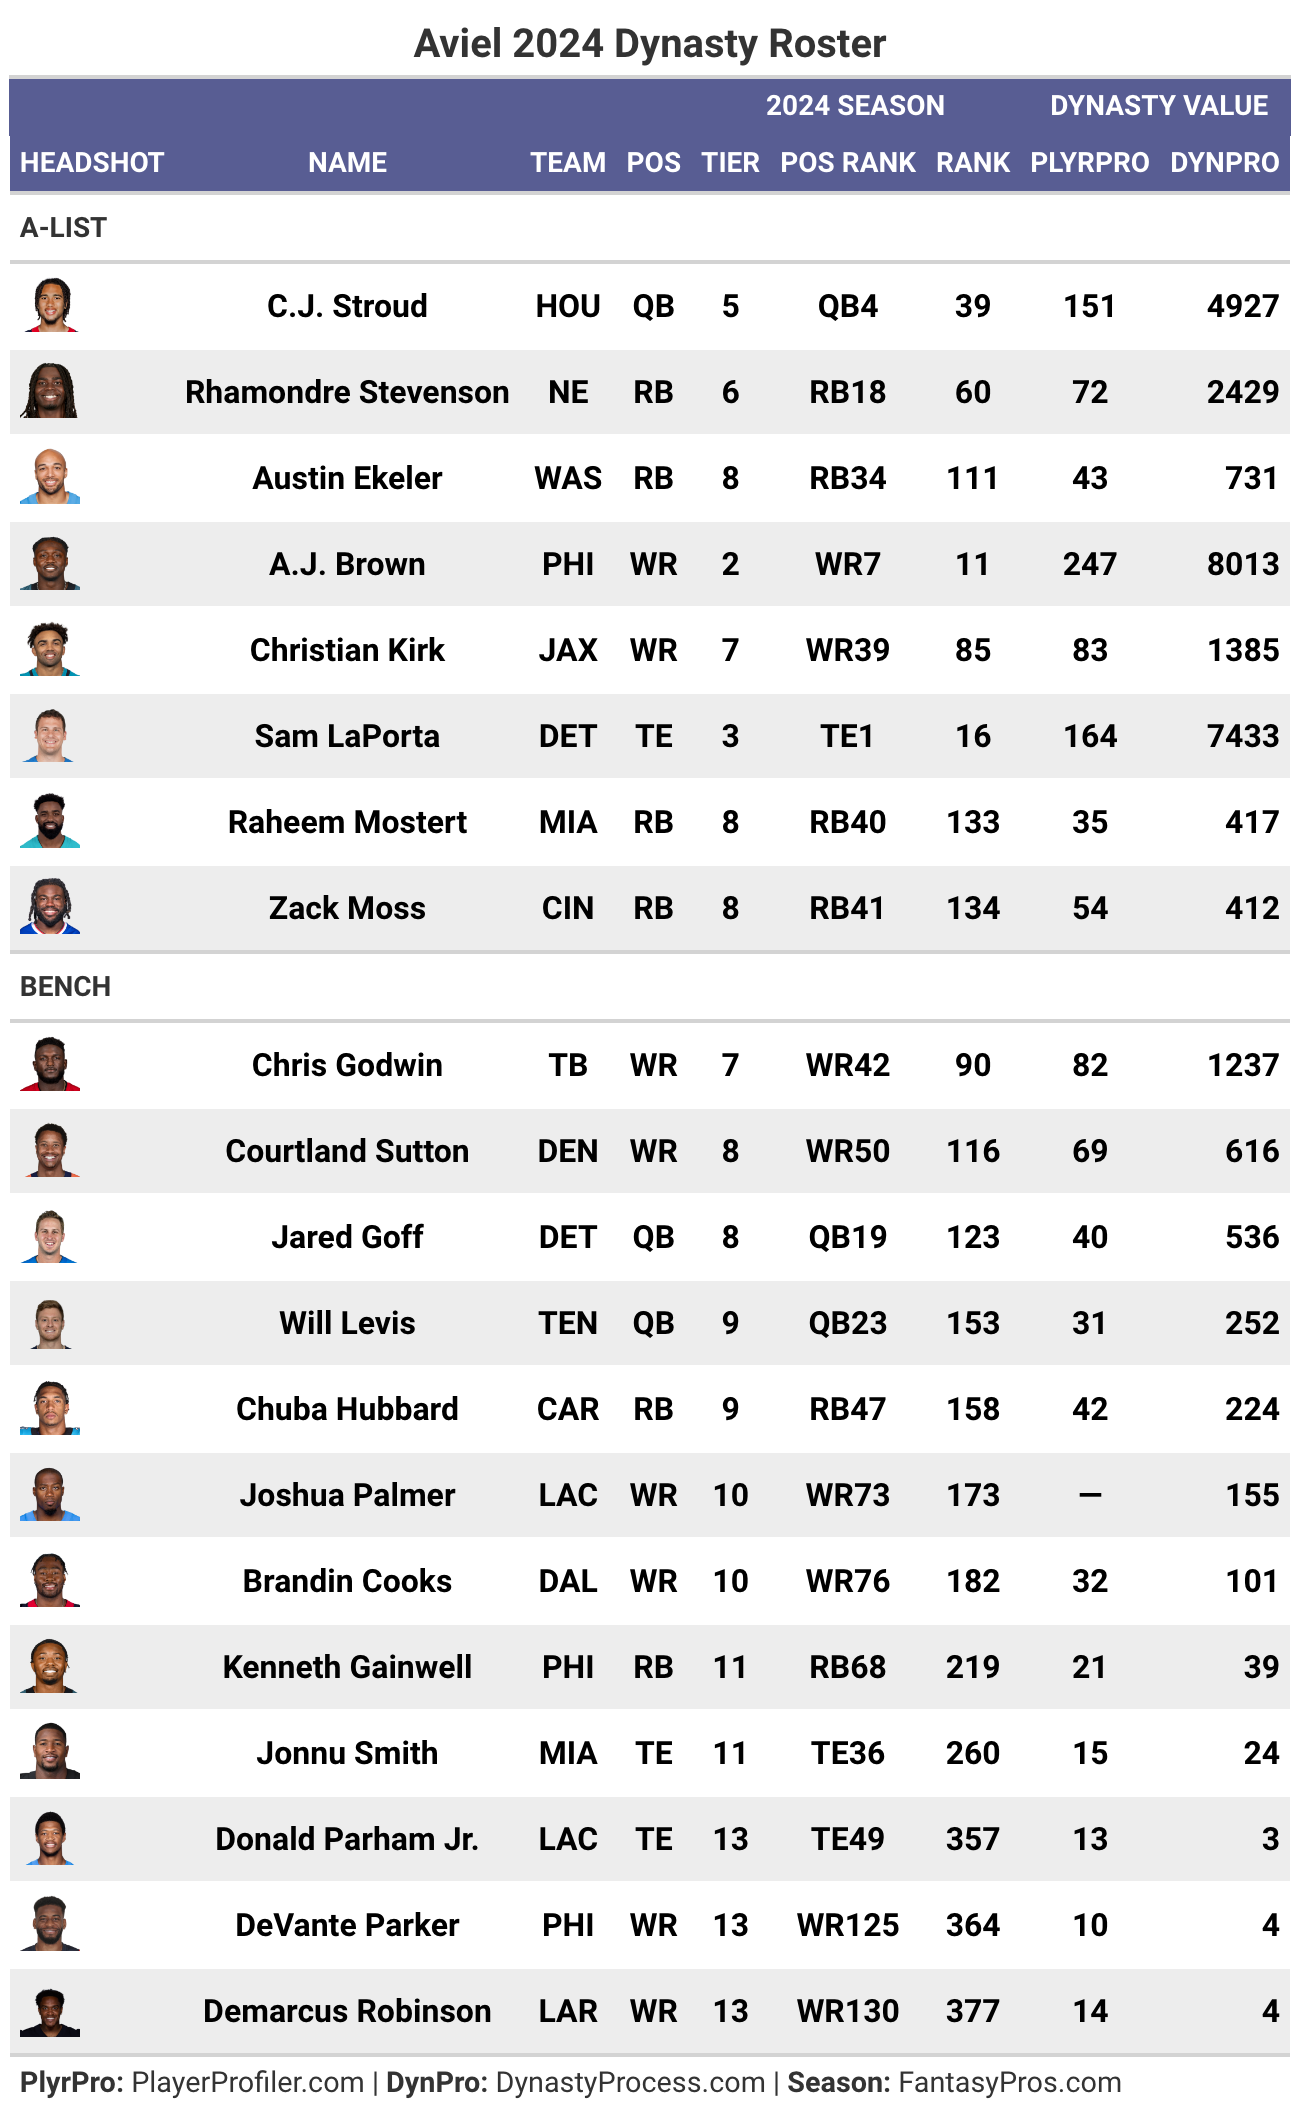 Aviel 2024 Dynasty Roster
2024 SEASON DYNASTY VALUE
HEADSHOT NAME TEAM POS TIER POS RANK RANK PLYRPRO DYNPRO
A-LIST
C.J. Stroud HOU QB 5 QB4 39 151 4927
Rhamondre Stevenson NE RB 6 RB18 60 72 2429
Austin Ekeler WAS RB 8 RB34 111 43 731
A.J. Brown PHI WR 2 WR7 11 247 8013
Christian Kirk JAX WR 7 WR39 85 83 1385
Sam LaPorta DET TE 3 TE1 16 164 7433
Raheem Mostert MIA RB 8 RB40 133 35 417
Zack Moss CIN RB 8 RB41 134 54 412
BENCH
Chris Godwin TB WR 7 WR42 90 82 1237
Courtland Sutton DEN WR 8 WR50 116 69 616
Jared Goff DET QB 8 QB19 123 40 536
Will Levis TEN QB 9 QB23 153 31 252
Chuba Hubbard CAR RB 9 RB47 158 42 224
Joshua Palmer LAC WR 10 WR73 173 — 155
Brandin Cooks DAL WR 10 WR76 182 32 101
Kenneth Gainwell PHI RB 11 RB68 219 21 39
Jonnu Smith MIA TE 11 TE36 260 15 24
Donald Parham Jr. LAC TE 13 TE49 357 13 3
DeVante Parker PHI WR 13 WR125 364 10 4
Demarcus Robinson LAR WR 13 WR130 377 14 4
PlyrPro: PlayerProfiler.com | DynPro: DynastyProcess.com | Season: FantasyPros.com